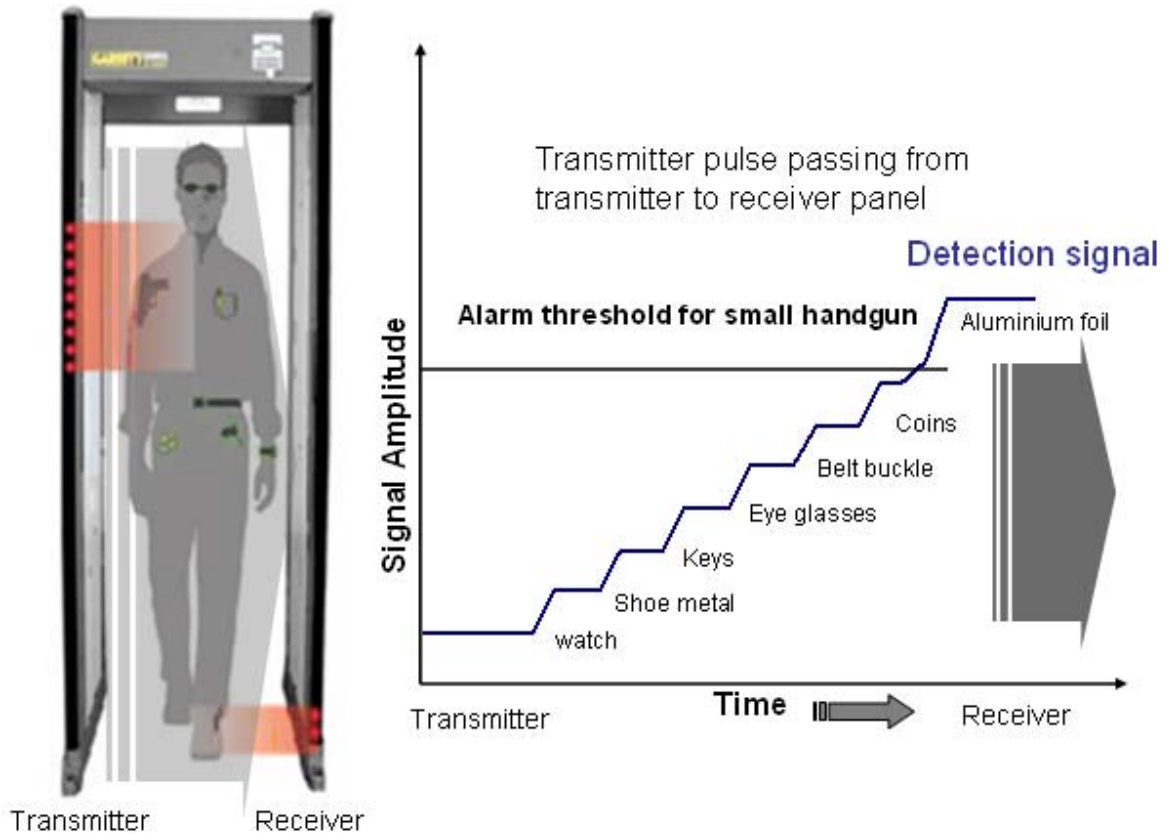 GARRETT
Transmitter pulse passing from
transmitter to receiver panel
Detection signal
Alarm threshold for small handgun
Aluminium foil
Coins
Belt buckle
Eye glasses
Keys
Shoe metal
watch
Signal Amplitude
Transmitter
Time
Receiver
Transmitter
Receiver